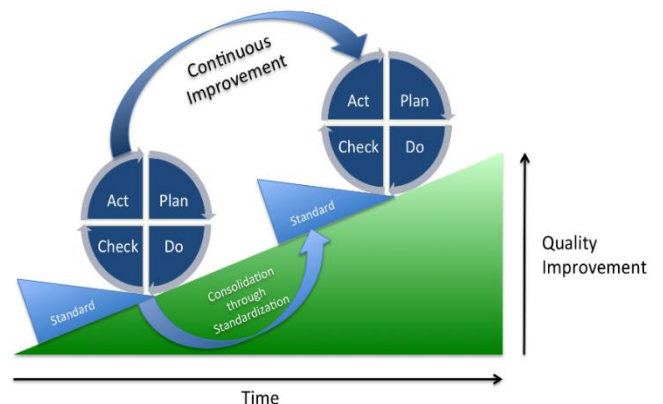 Continuous
Improvement
Act
Plan
Check
Do
Standard
Act
Plan
Check
Do
Standard
Consolidation
through
Standardization
Quality
Improvement
Time